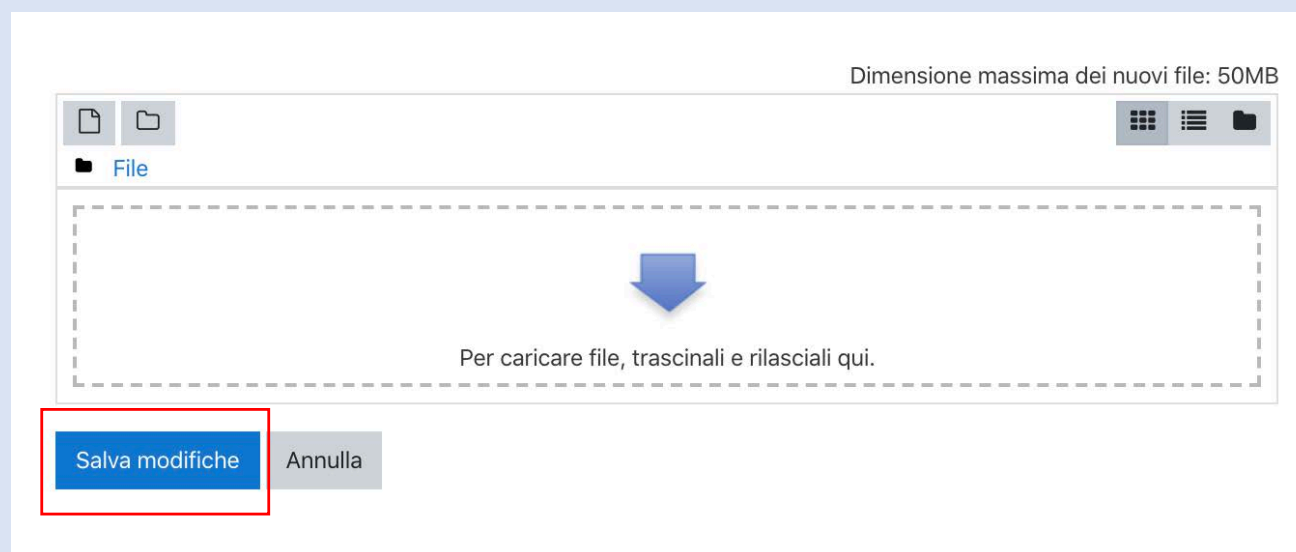 Dimensione massima dei nuovi file: 50MB
File
Per caricare file, trascinali e rilasciali qui.
Salva modifiche
Annulla